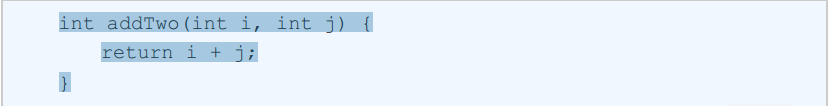 int addTwo(int i, int j) {
    return i + j;
}